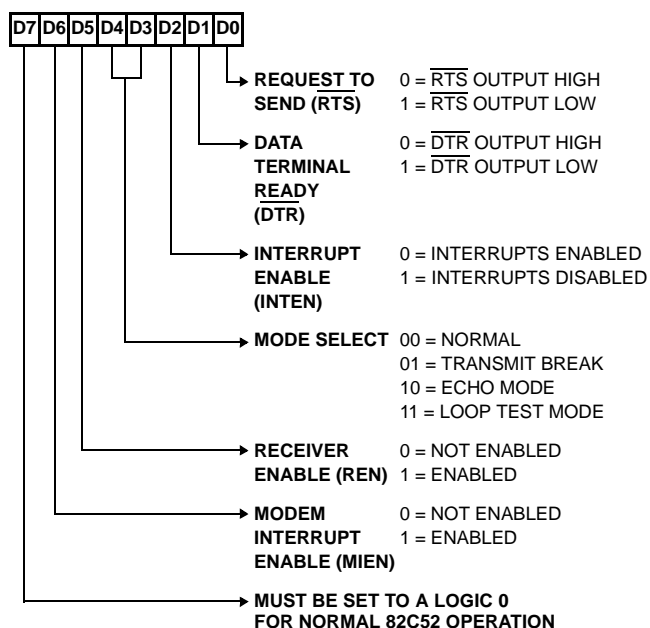 D7 D6 D5 D4 D3 D2 D1 D0
REQUEST TO 0 = RTS OUTPUT HIGH
SEND (RTS) 1 = RTS OUTPUT LOW
DATA 0 = DTR OUTPUT HIGH
TERMINAL 1 = DTR OUTPUT LOW
READY
(DTR)
INTERRUPT 0 = INTERRUPTS ENABLED
ENABLE 1 = INTERRUPTS DISABLED
(INTEN)
MODE SELECT 00 = NORMAL
01 = TRANSMIT BREAK
10 = ECHO MODE
11 = LOOP TEST MODE
RECEIVER 0 = NOT ENABLED
ENABLE (REN) 1 = ENABLED
MODEM 0 = NOT ENABLED
INTERRUPT 1 = ENABLED
ENABLE (MIEN)
MUST BE SET TO A LOGIC 0
FOR NORMAL 82C52 OPERATION